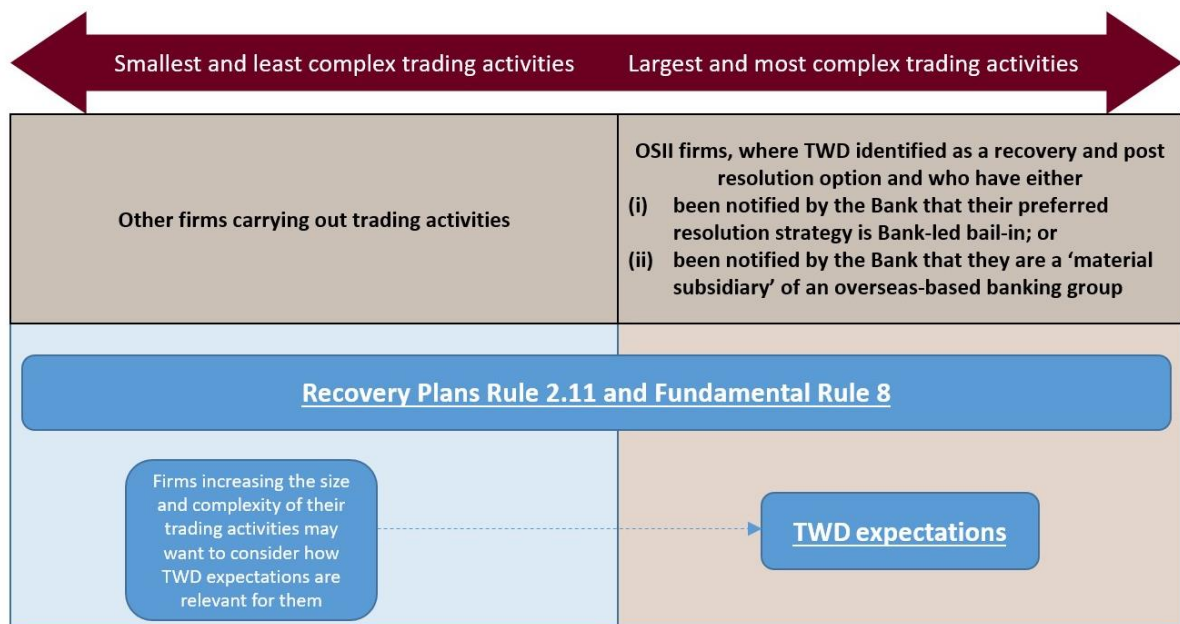 Smallest and least complex trading activities
Largest and most complex trading activities
Other firms carrying out trading activities
OSII firms, where TWD identified as a recovery and post
resolution option and who have either
(i) been notified by the Bank that their preferred
resolution strategy is Bank-led bail-in; or
(ii) been notified by the Bank that they are a ‘material
subsidiary’ of an overseas-based banking group
Recovery Plans Rule 2.11 and Fundamental Rule 8
Firms increasing the size
and complexity of their
trading activities may
want to consider how
TWD expectations are
relevant for them
TWD expectations